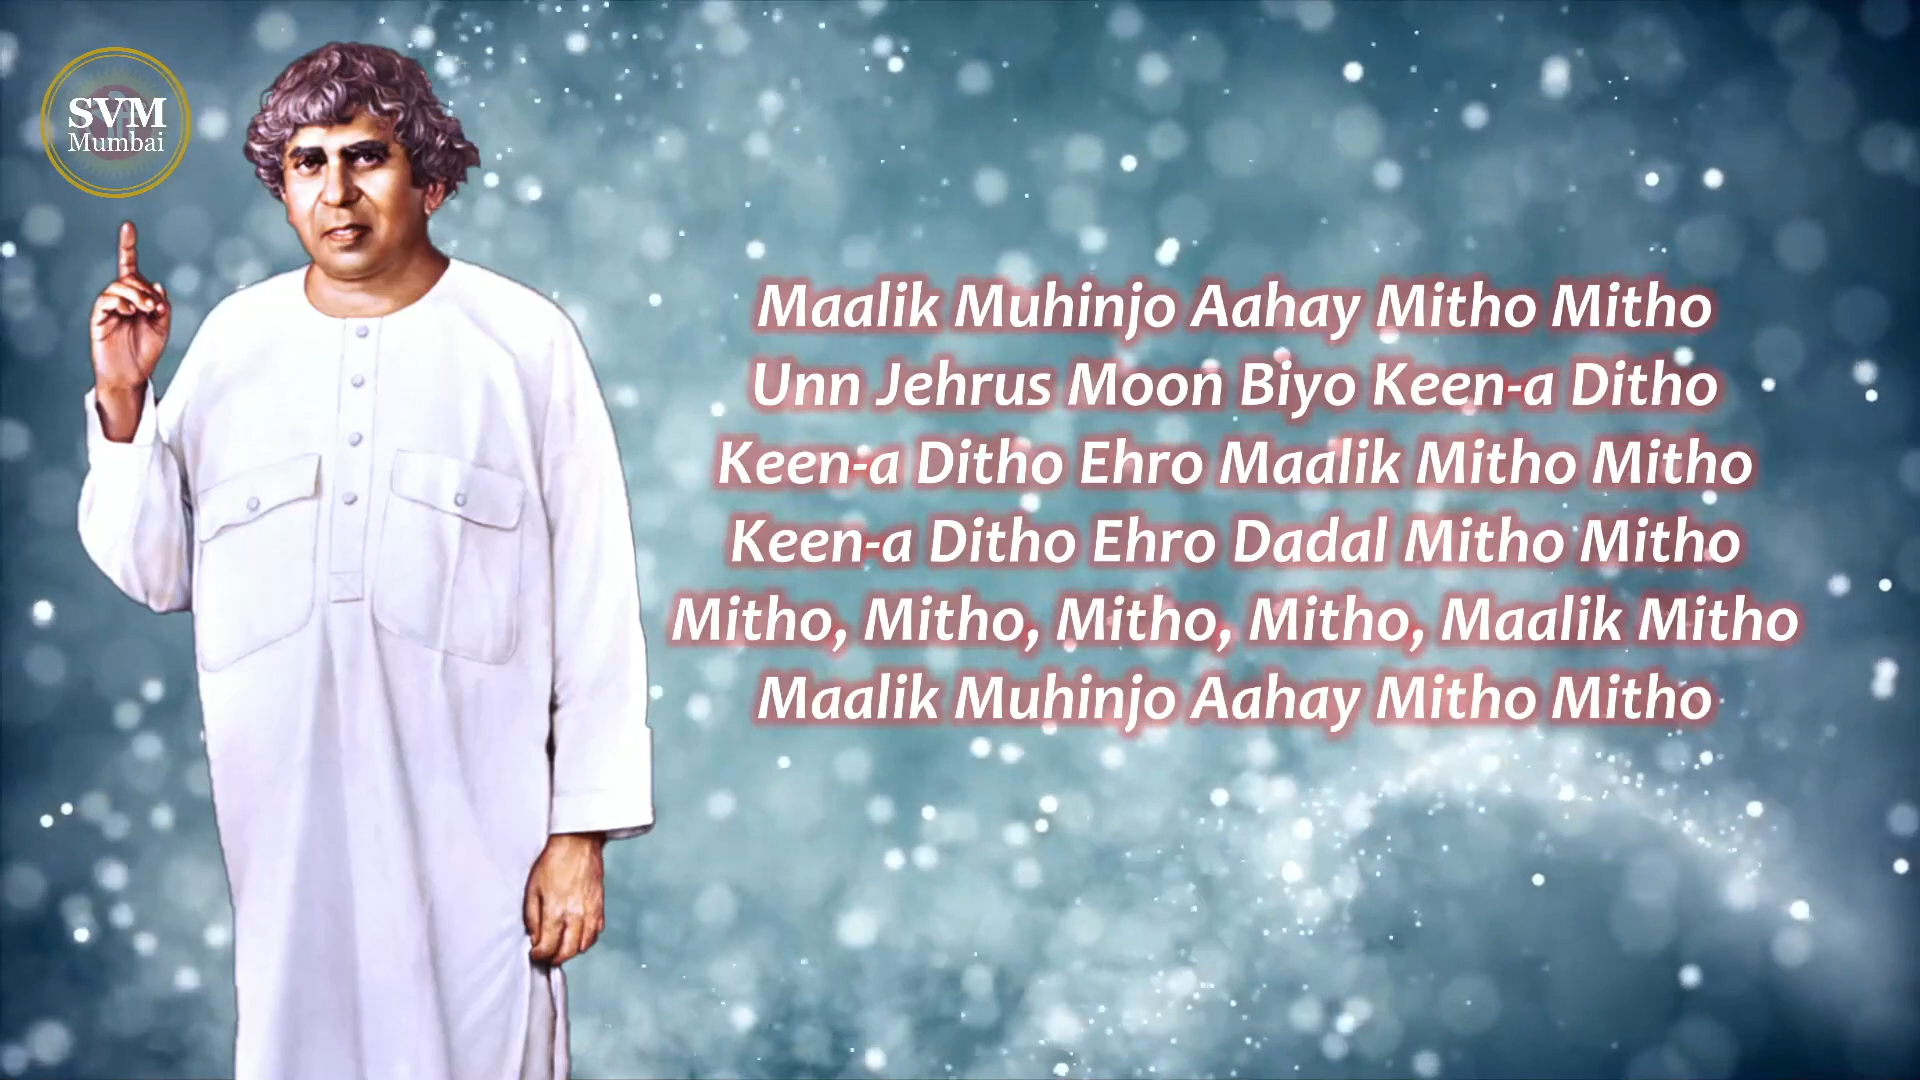 SVM
Mumbai
Maalik Muhinjo Aahay Mitho Mitho
Unn Jehrus Moon Biyo Keen-a Ditho
Keen-a Ditho Ehro Maalik Mitho Mitho
Keen-a Ditho Ehro Dadal Mitho Mitho
Mitho, Mitho, Mitho, Mitho, Maalik Mitho
Maalik Muhinjo Aahay Mitho Mitho